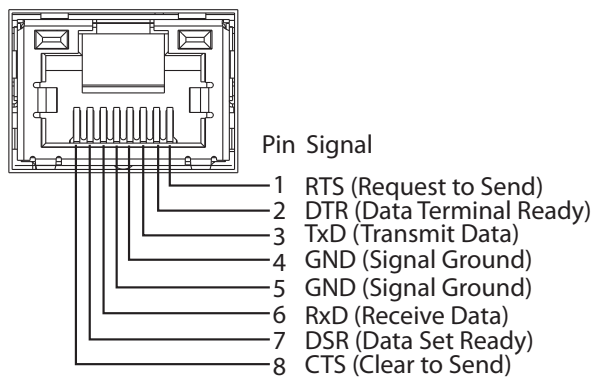 Pin Signal
1 RTS (Request to Send)
2 DTR (Data Terminal Ready)
3 TxD (Transmit Data)
4 GND (Signal Ground)
5 GND (Signal Ground)
6 RxD (Receive Data)
7 DSR (Data Set Ready)
8 CTS (Clear to Send)